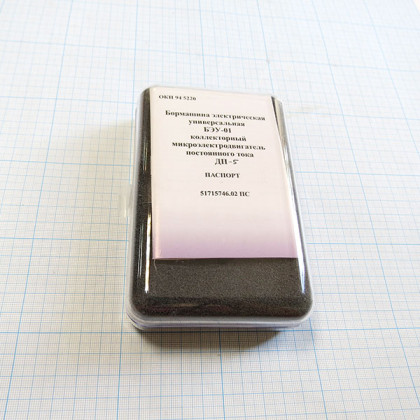 ОКП 94 5220
Бормашина электрическая
универсальная
БЭУ-01
коллекторный
микроэлектродвигатель
постоянного тока
ДП-5
ПАСПОРТ
51715746.02 ПС